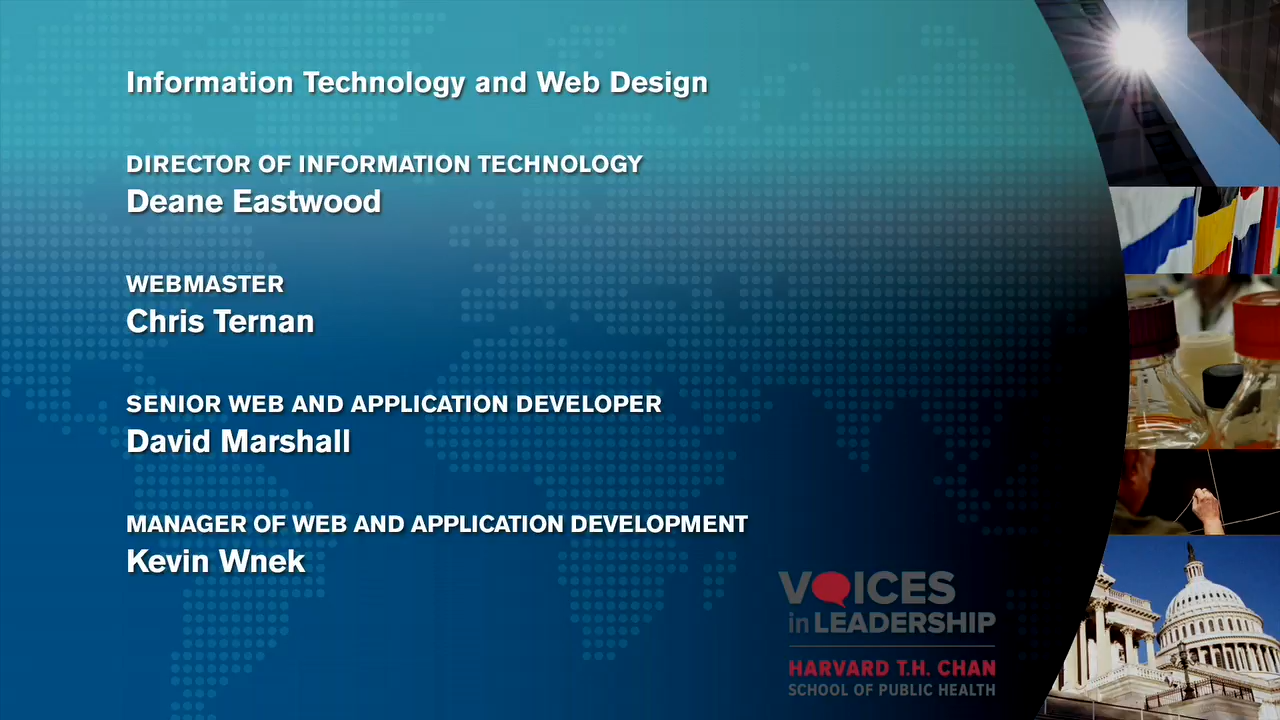 Information Technology and Web Design
DIRECTOR OF INFORMATION TECHNOLOGY
Deane Eastwood
WEBMASTER
Chris Ternan
SENIOR WEB AND APPLICATION DEVELOPER
David Marshall
MANAGER OF WEB AND APPLICATION DEVELOPMENT
Kevin Wnek
VOICES
in LEADERSHIP
HARVARD T.H. CHAN
SCHOOL OF PUBLIC HEALTH